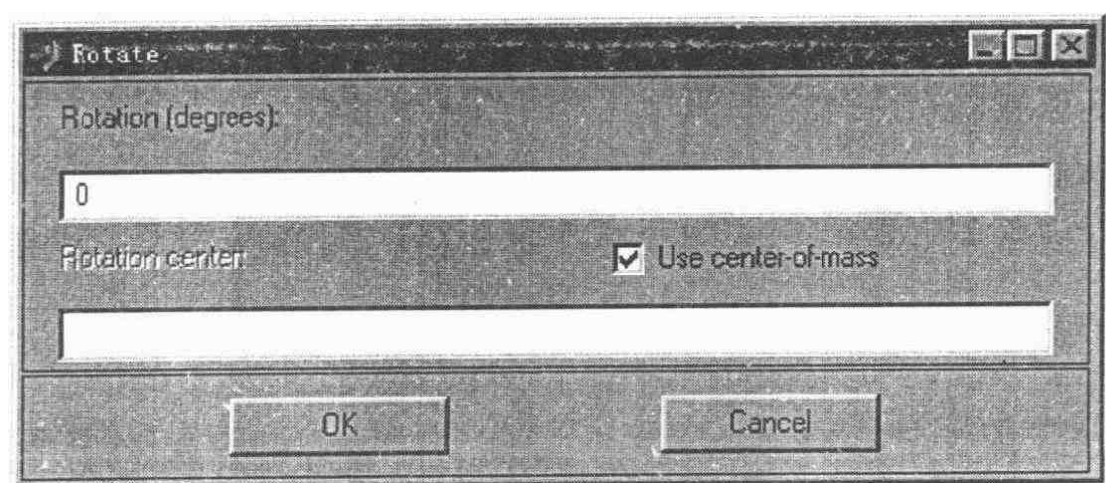 Rotate
Rotation (degrees):
0
Rotation center:
Use center-of-mass
OK
Cancel